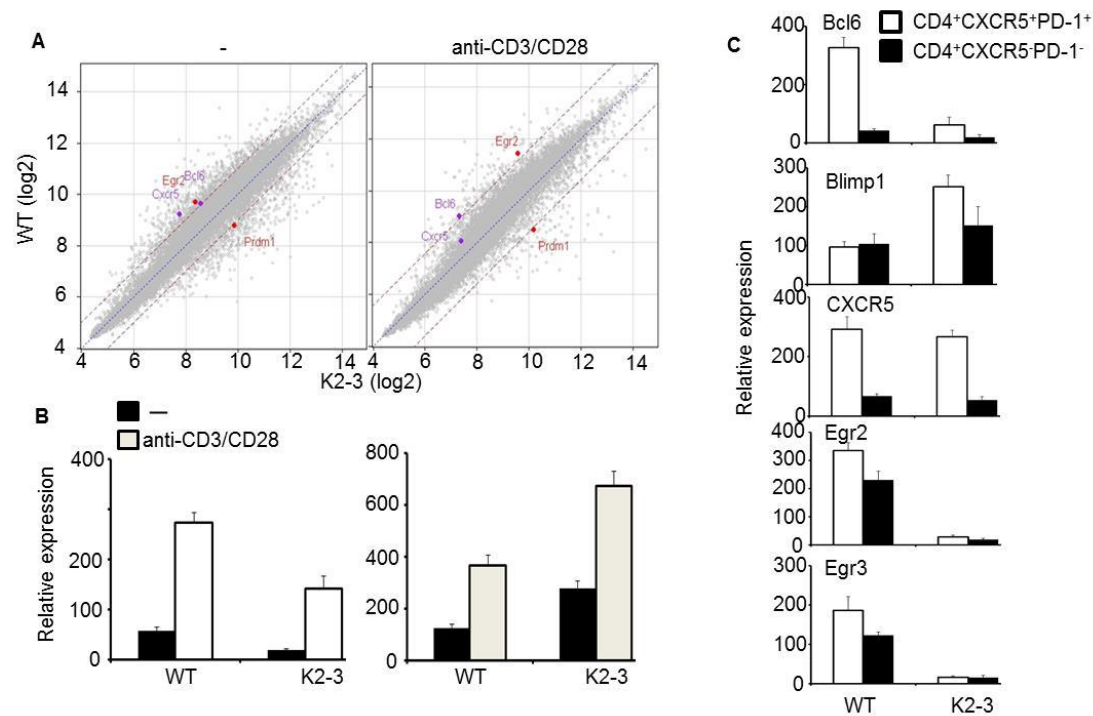 A
-
anti-CD3/CD28
WT (log2)
14
12
10
8
6
4
Egr2
Bcl6
Cxcr5
Prdm1
4 6 8 10 12 14
Egr2
Bcl6
Cxcr5
Prdm1
4 6 8 10 12 14
K2-3 (log2)
B
—
anti-CD3/CD28
Relative expression
400
200
100
0
WT K2-3
800
600
400
200
0
WT K2-3
C
CD4⁺CXCR5⁺PD-1⁺
CD4⁺CXCR5⁻PD-1⁻
Relative expression
Bcl6
400
200
0
Blimp1
300
200
100
0
CXCR5
400
200
0
Egr2
400
300
200
100
0
Egr3
300
200
100
0
WT K2-3